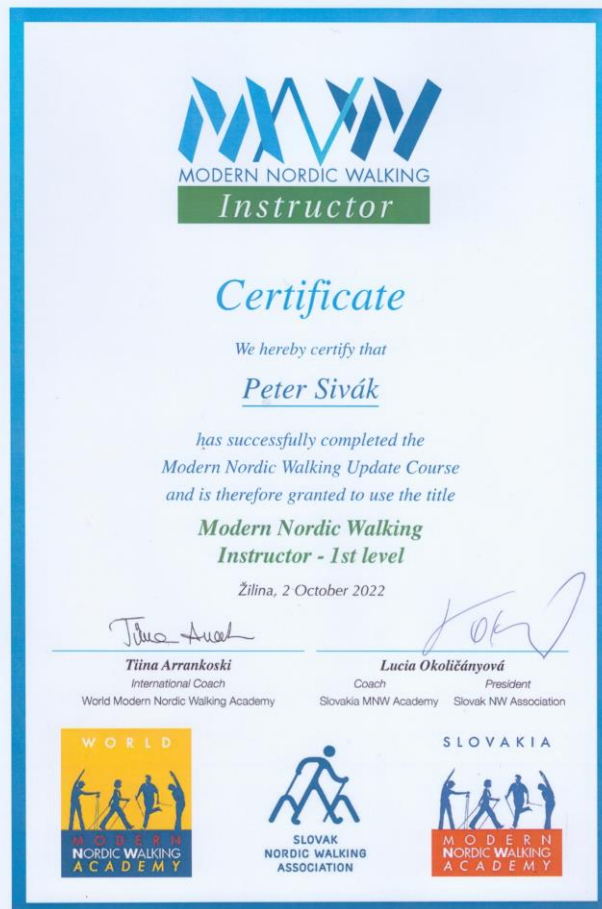 MNW
MODERN NORDIC WALKING
Instructor
Certificate
We hereby certify that
Peter Sivák
has successfully completed the
Modern Nordic Walking Update Course
and is therefore granted to use the title
Modern Nordic Walking
Instructor - 1st level
Žilina, 2 October 2022
Tiina Arrankoski
International Coach
World Modern Nordic Walking Academy
Lucia Okoličányová
Coach President
Slovakia MNW Academy Slovak NW Association
WORLD
MODERN
NORDIC WALKING
ACADEMY
SLOVAK
NORDIC WALKING
ASSOCIATION
SLOVAKIA
MODERN
NORDIC WALKING
ACADEMY